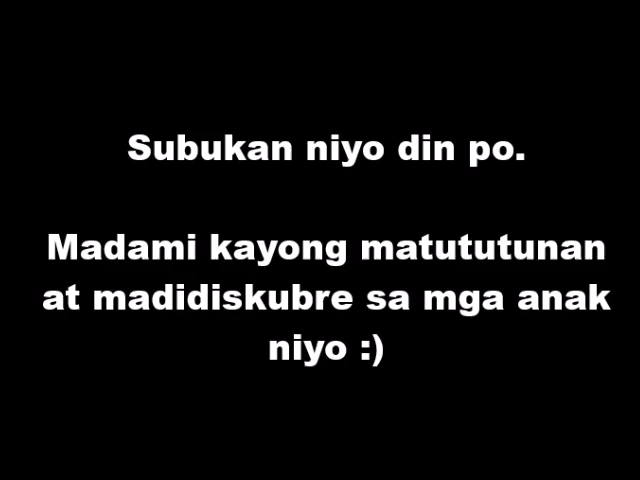 Subukan niyo din po.
Madami kayong matututunan
at madidiskubre sa mga anak
niyo :)